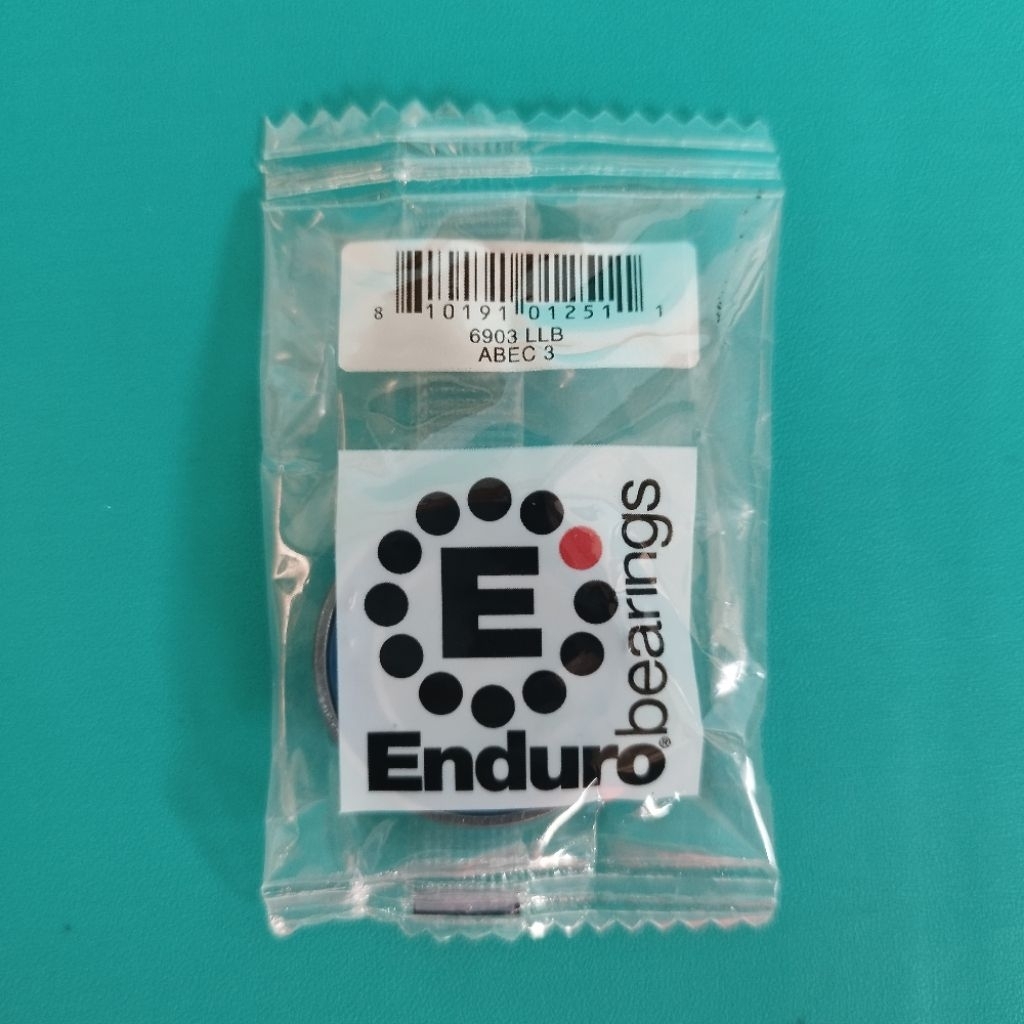 8 10191 01251 1
6903 LLB
ABEC 3
E
Enduro
bearings®